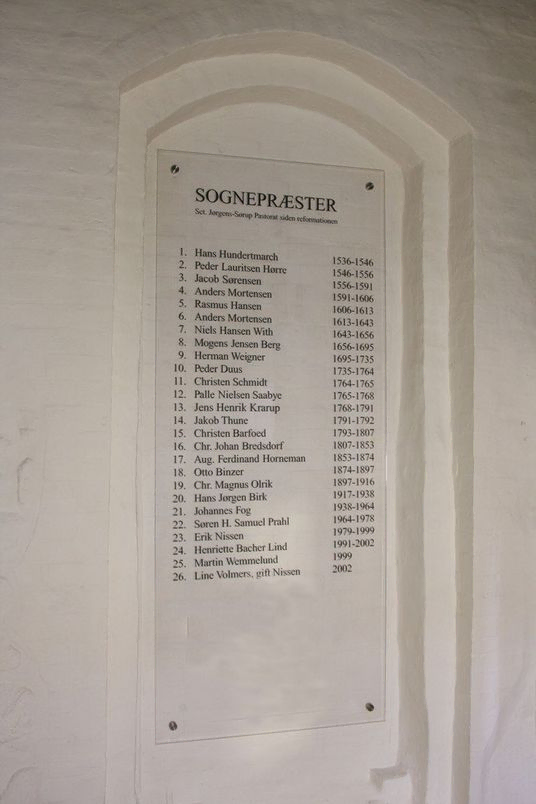 SOGNEPRÆSTER
Sct. Jørgens-Sørup Pastorat siden reformationen
1. Hans Hundertmarch 1536-1546
2. Peder Lauritsen Hørre 1546-1556
3. Jacob Sørensen 1556-1591
4. Anders Mortensen 1591-1606
5. Rasmus Hansen 1606-1613
6. Anders Mortensen 1613-1643
7. Niels Hansen With 1643-1656
8. Mogens Jensen Berg 1656-1695
9. Herman Weigner 1695-1735
10. Peder Duus 1735-1764
11. Christen Schmidt 1764-1765
12. Palle Nielsen Saabye 1765-1768
13. Jens Henrik Krarup 1768-1791
14. Jakob Thune 1791-1792
15. Christen Barfoed 1793-1807
16. Chr. Johan Bredsdorf 1807-1853
17. Aug. Ferdinand Horneman 1853-1874
18. Otto Binzer 1874-1897
19. Chr. Magnus Olrik 1897-1916
20. Hans Jørgen Birk 1917-1938
21. Johannes Fog 1938-1964
22. Søren H. Samuel Prahl 1964-1978
23. Erik Nissen 1979-1999
24. Henriette Bacher Lind 1991-2002
25. Martin Wemmelund 1999
26. Line Volmers, gift Nissen 2002